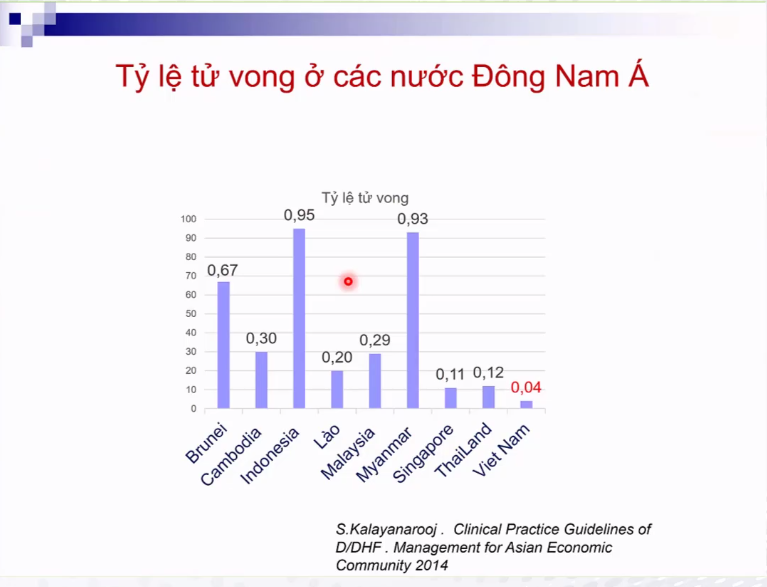 Tỷ lệ tử vong ở các nước Đông Nam Á
Tỷ lệ tử vong
100
90
80
70
60
50
40
30
20
10
0
0,67
0,30
0,95
0,20
0,29
0,93
0,11
0,12
0,04
Brunei
Cambodia
Indonesia
Lào
Malaysia
Myanmar
Singapore
ThaiLand
Viet Nam
S.Kalayanarooj . Clinical Practice Guidelines of
D/DHF . Management for Asian Economic
Community 2014